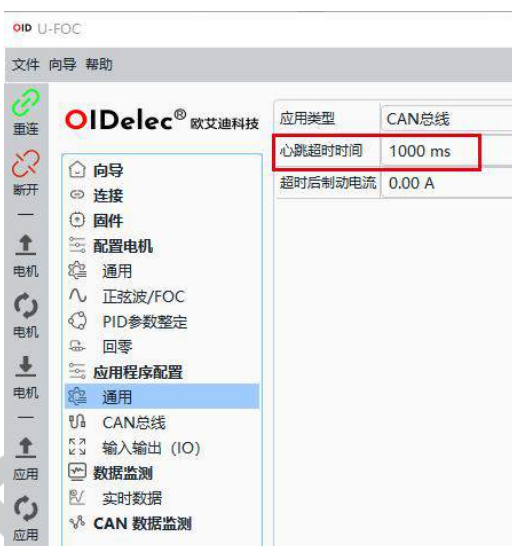 OID U-FOC
文件 向导 帮助
重连
断开
电机
电机
电机
应用
应用
OIDelec® 欧艾迪科技
向导
连接
固件
配置电机
通用
正弦波/FOC
PID参数整定
回零
应用程序配置
通用
CAN总线
输入输出（IO）
数据监测
实时数据
CAN 数据监测
应用类型 CAN总线
心跳超时时间 1000 ms
超时后制动电流 0.00 A